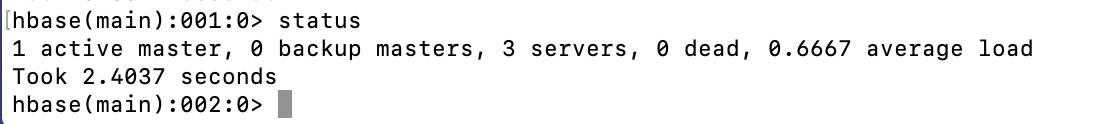 [hbase(main):001:0> status
1 active master, 0 backup masters, 3 servers, 0 dead, 0.6667 average load
Took 2.4037 seconds
hbase(main):002:0>